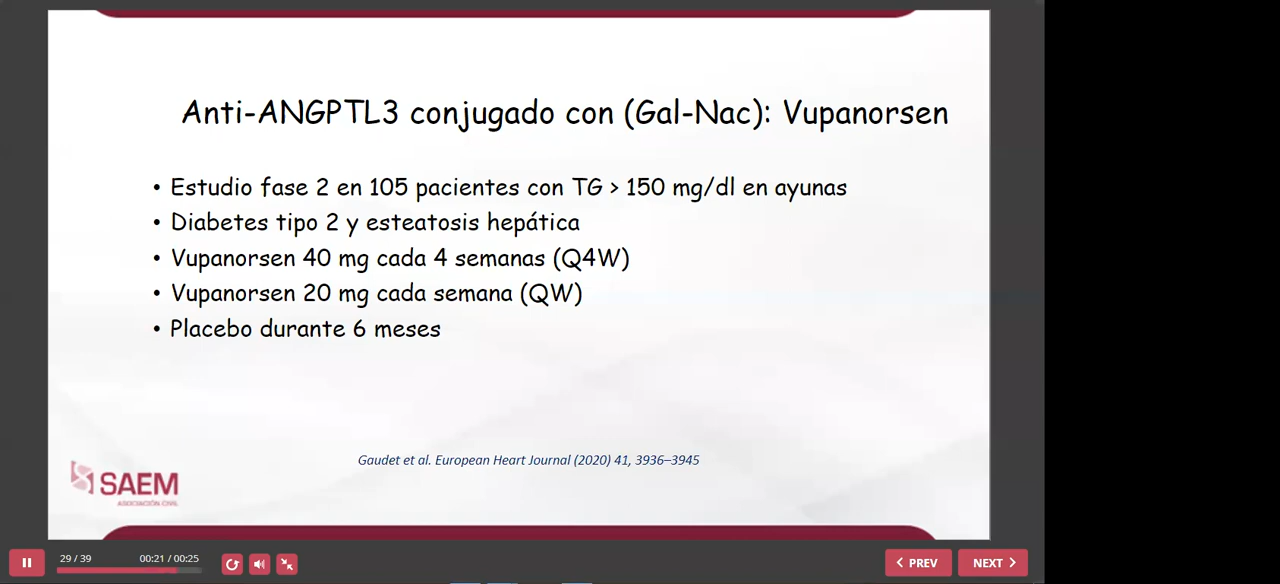 Anti-ANGPTL3 conjugado con (Gal-Nac): Vupanorsen
• Estudio fase 2 en 105 pacientes con TG > 150 mg/dl en ayunas
• Diabetes tipo 2 y esteatosis hepática
• Vupanorsen 40 mg cada 4 semanas (Q4W)
• Vupanorsen 20 mg cada semana (QW)
• Placebo durante 6 meses
Gaudet et al. European Heart Journal (2020) 41, 3936–3945
SAEM
ASOCIACIÓN CIVIL
29 / 39
00:21 / 00:25
PREV
NEXT